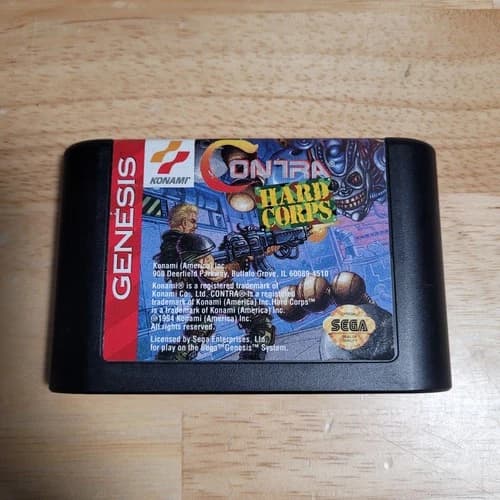 GENESIS
KONAMI
CONTRA
HARD
CORPS™
Konami (America) Inc.
900 Deerfield Parkway, Buffalo Grove, IL 60089-4510
Konami® is a registered trademark of
Konami Co., Ltd. CONTRA® is a registered
trademark of Konami (America) Inc. Hard Corps™
is a trademark of Konami (America) Inc.
©1994 Konami (America) Inc.
All rights reserved.
Licensed by Sega Enterprises, Ltd.
for play on the Sega™ Genesis™ System.
SEGA